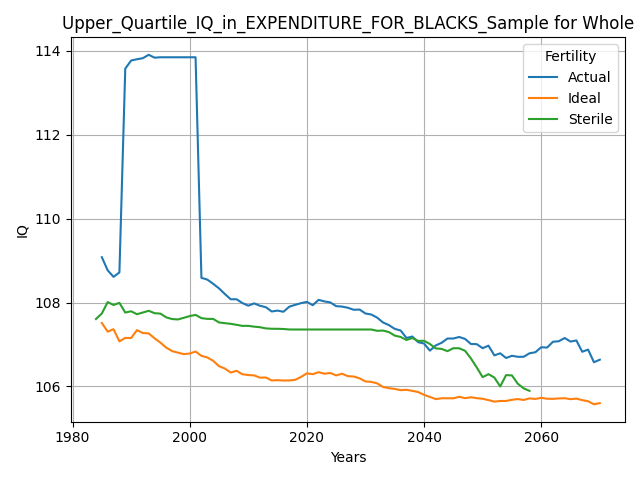 Upper_Quartile_IQ_in_EXPENDITURE_FOR_BLACKS_Sample for Whole
114
112
110
108
106
IQ
Fertility
Actual
Ideal
Sterile
1980
2000
2020
2040
2060
Years